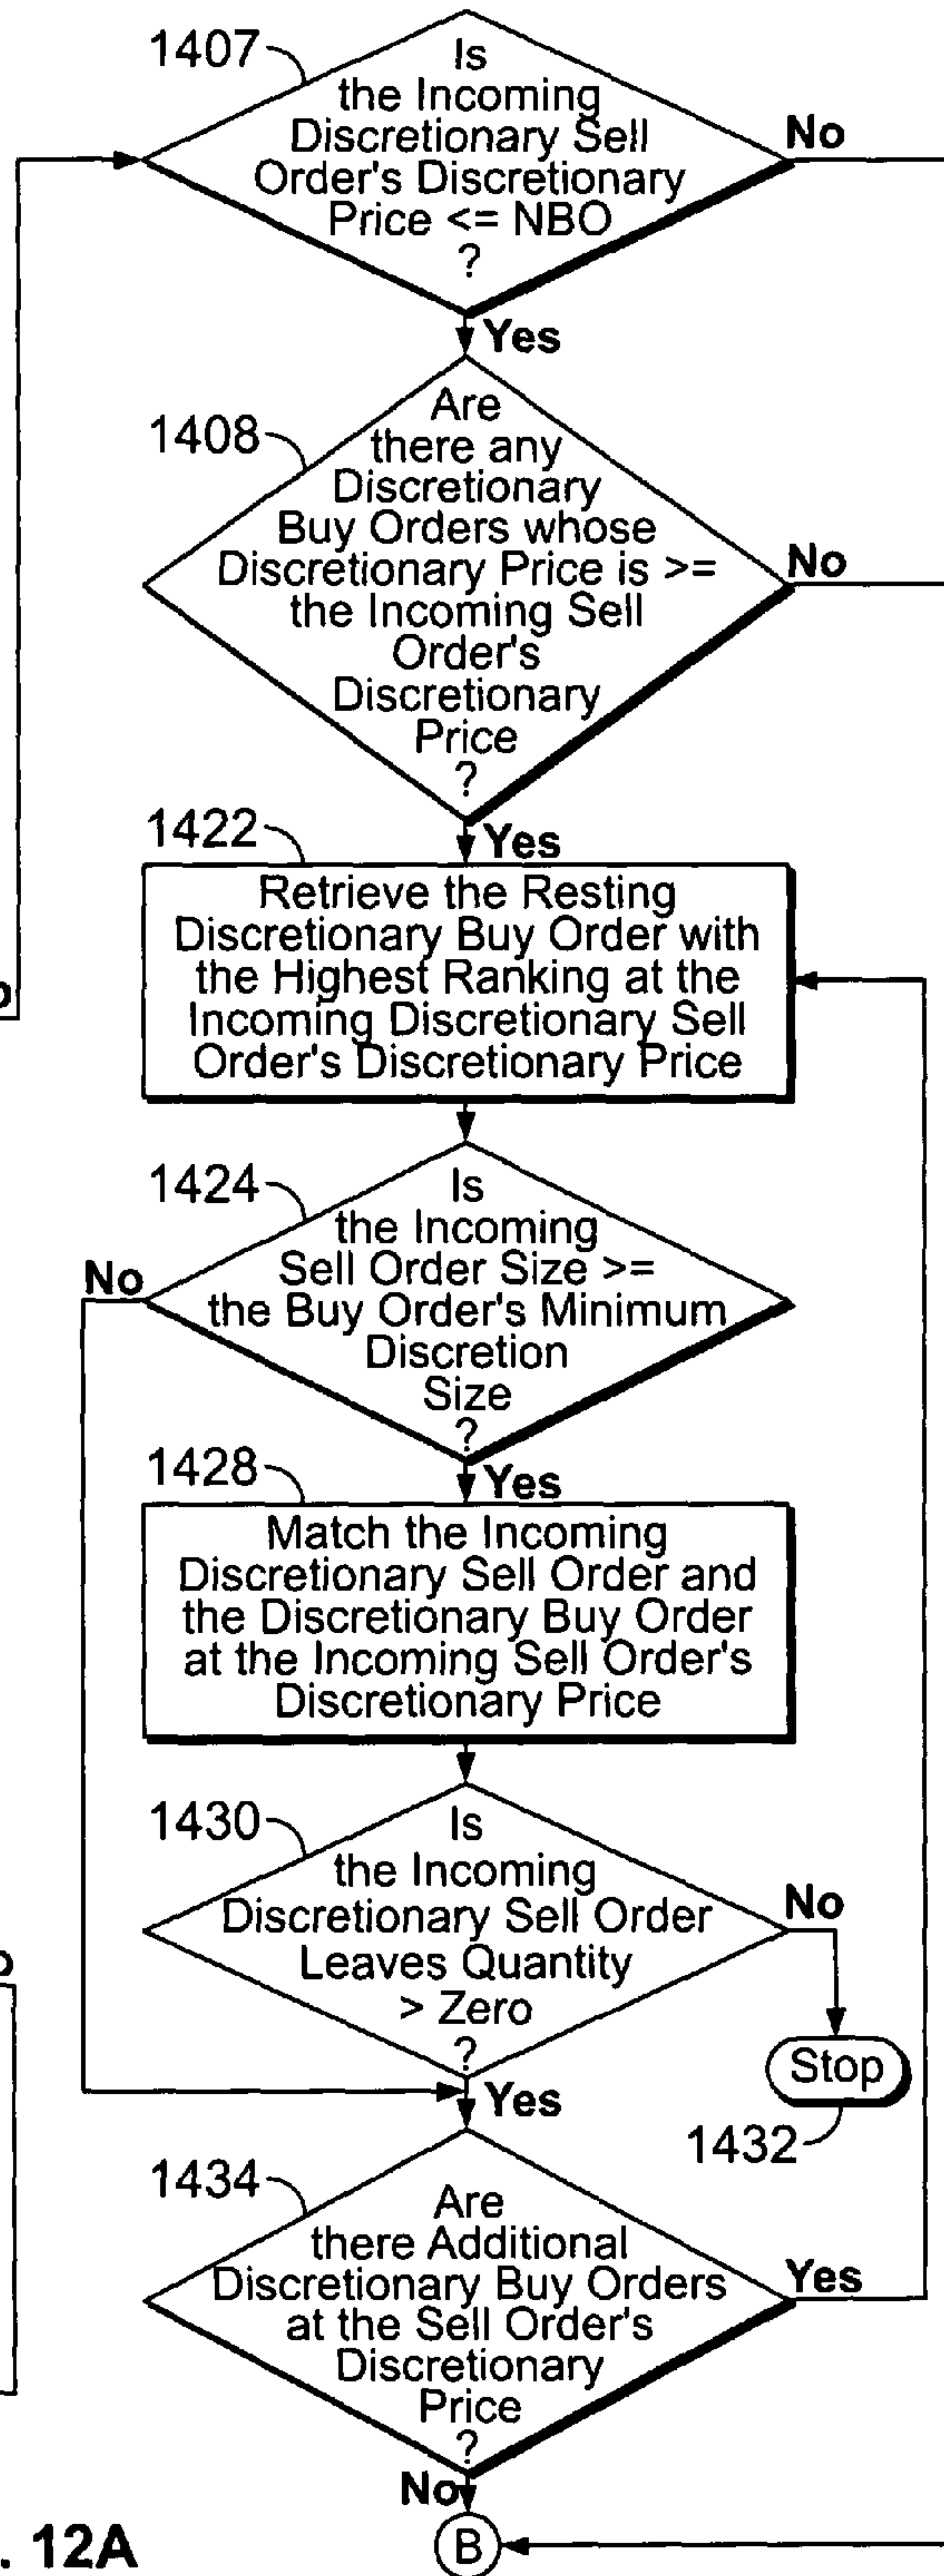 1407
Is
the Incoming
Discretionary Sell
Order's Discretionary
Price <= NBO
?
No
Yes
1408
Are
there any
Discretionary
Buy Orders whose
Discretionary Price is >=
the Incoming Sell
Order's
Discretionary
Price
?
No
Yes
1422
Retrieve the Resting
Discretionary Buy Order with
the Highest Ranking at the
Incoming Discretionary Sell
Order's Discretionary Price
1424
Is
the Incoming
Sell Order Size >=
the Buy Order's Minimum
Discretion
Size
?
No
Yes
1428
Match the Incoming
Discretionary Sell Order and
the Discretionary Buy Order
at the Incoming Sell Order's
Discretionary Price
1430
Is
the Incoming
Discretionary Sell Order
Leaves Quantity
> Zero
?
No
Stop
1432
Yes
1434
Are
there Additional
Discretionary Buy Orders
at the Sell Order's
Discretionary
Price
?
Yes
No
B
. 12A